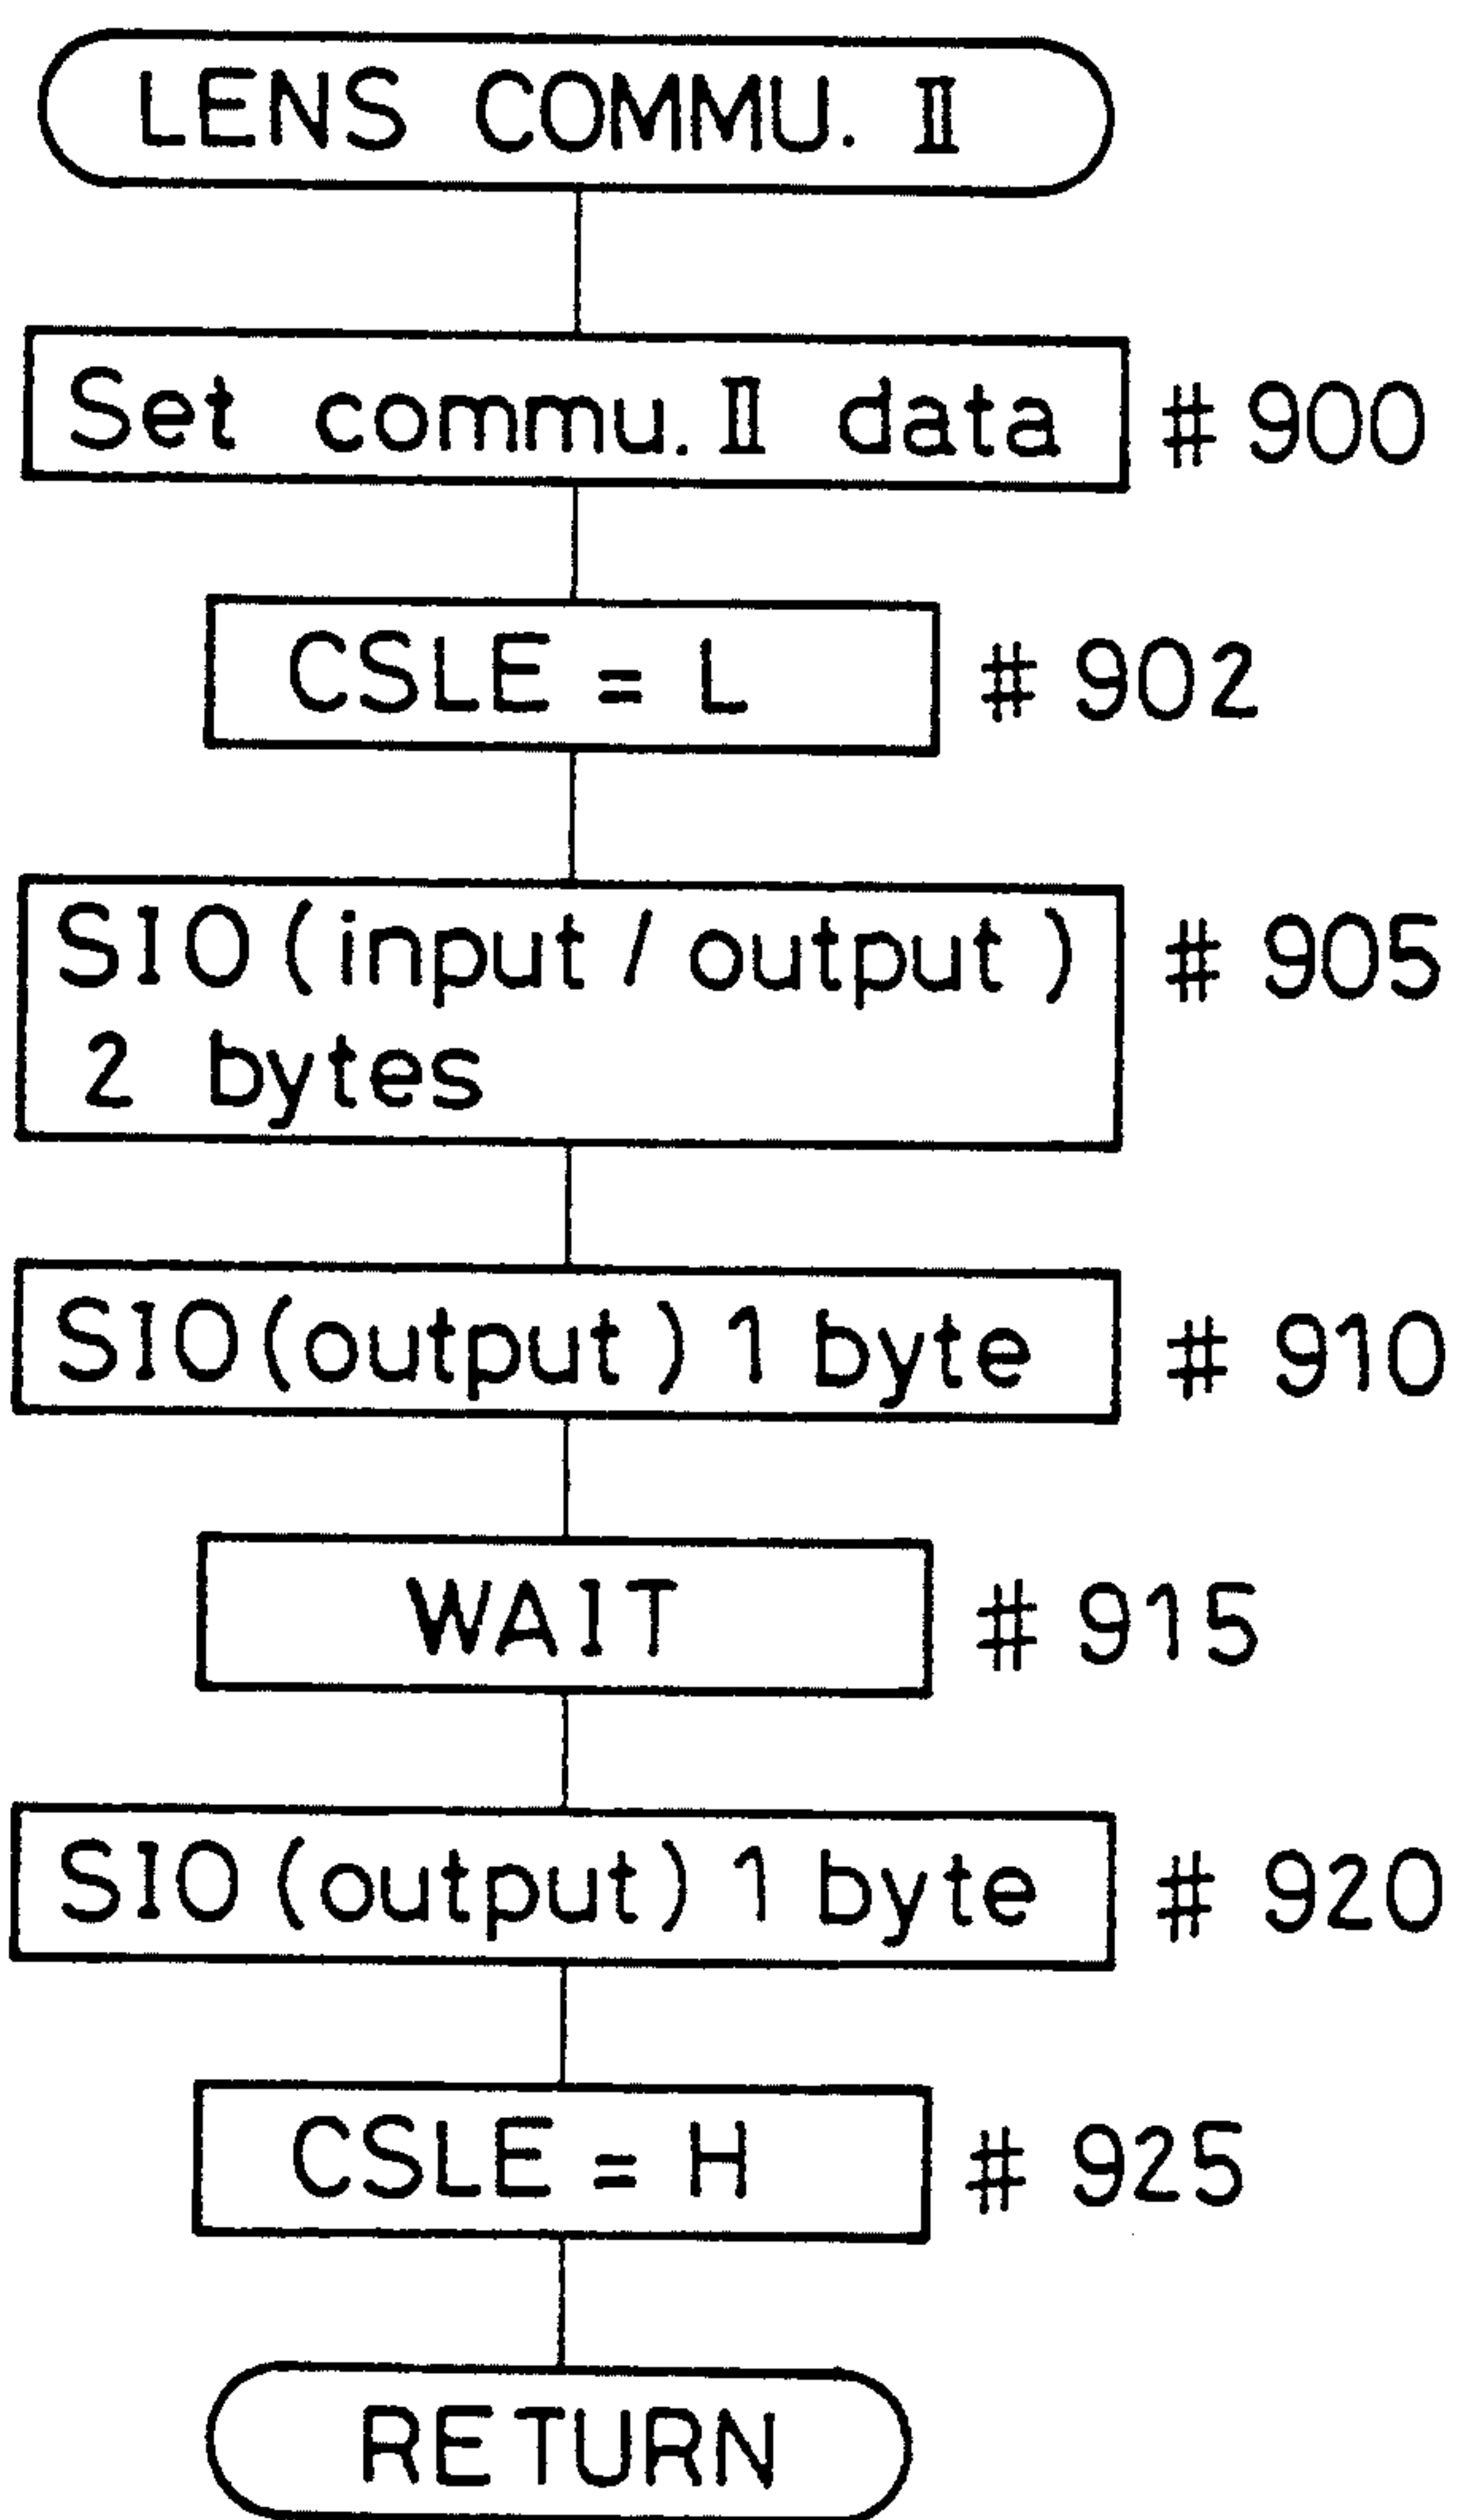 LENS COMMU. II
Set commu. II data # 900
CSLE = L # 902
SIO(input/output) # 905
2 bytes
SIO(output) 1 byte # 910
WAIT # 915
SIO(output) 1 byte # 920
CSLE = H # 925
RETURN